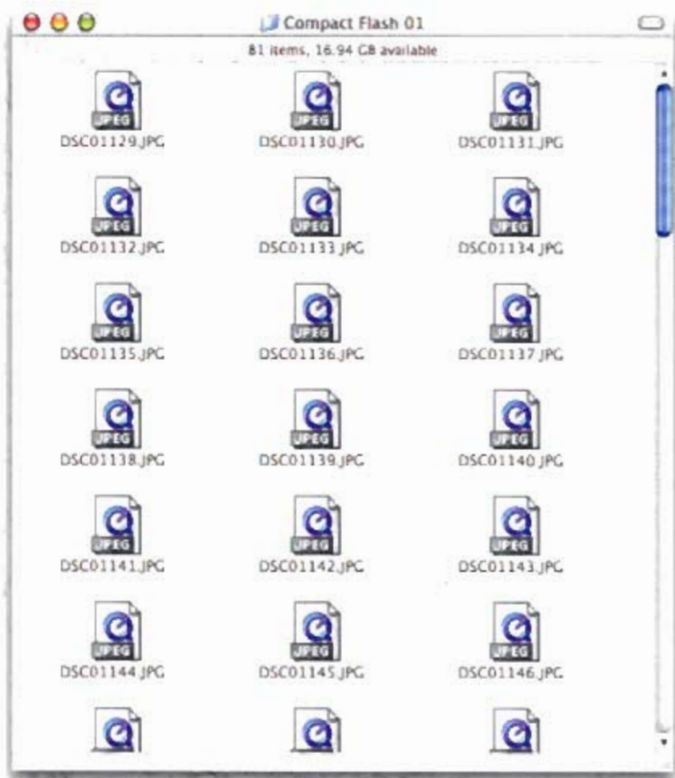 Compact Flash 01
81 items, 16.94 GB available
JPEG JPEG JPEG
DSC01129.JPG DSC01130.JPG DSC01131.JPG
JPEG JPEG JPEG
DSC01132.JPG DSC01133.JPG DSC01134.JPG
JPEG JPEG JPEG
DSC01135.JPG DSC01136.JPG DSC01137.JPG
JPEG JPEG JPEG
DSC01138.JPG DSC01139.JPG DSC01140.JPG
JPEG JPEG JPEG
DSC01141.JPG DSC01142.JPG DSC01143.JPG
JPEG JPEG JPEG
DSC01144.JPG DSC01145.JPG DSC01146.JPG